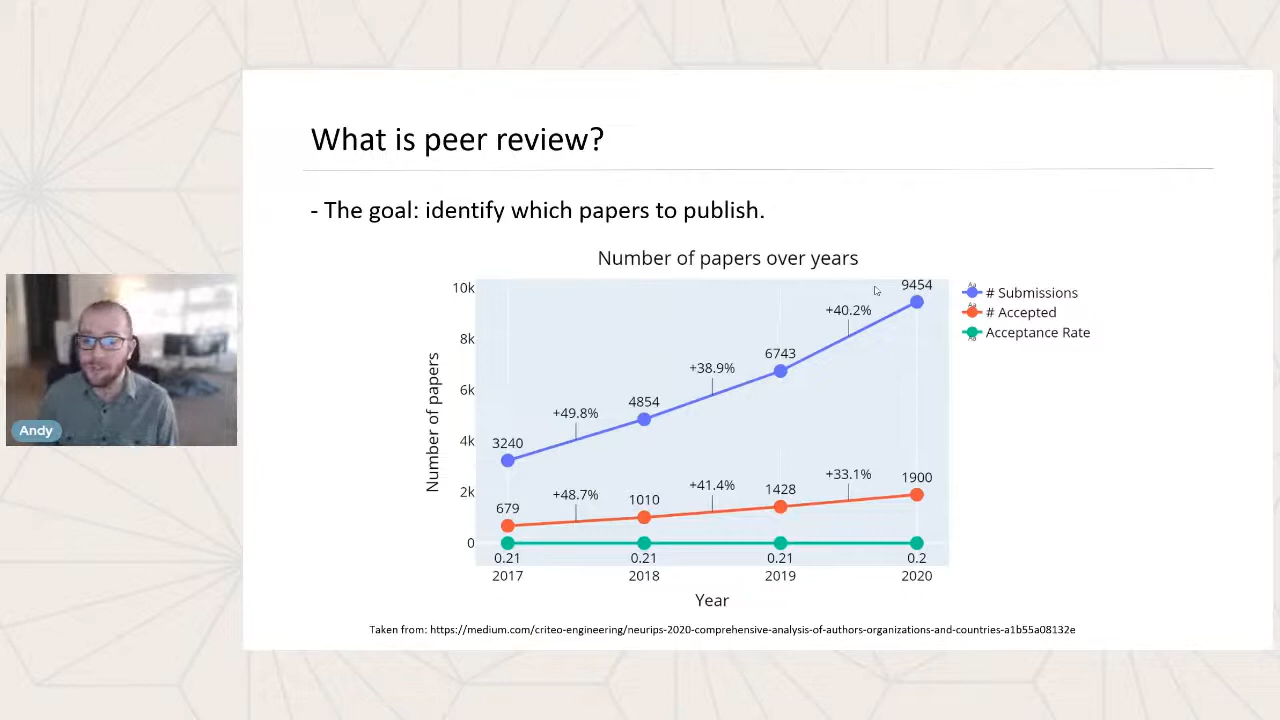 What is peer review?
- The goal: identify which papers to publish.
Number of papers over years
10k
8k
6k
4k
2k
0
Number of papers
3240
+49.8%
4854
+38.9%
6743
+40.2%
9454
679
+48.7%
1010
+41.4%
1428
+33.1%
1900
0.21
0.21
0.21
0.2
2017
2018
2019
2020
Year
# Submissions
# Accepted
Acceptance Rate
Andy
Taken from: https://medium.com/criteo-engineering/neurips-2020-comprehensive-analysis-of-authors-organizations-and-countries-a1b55a08132e